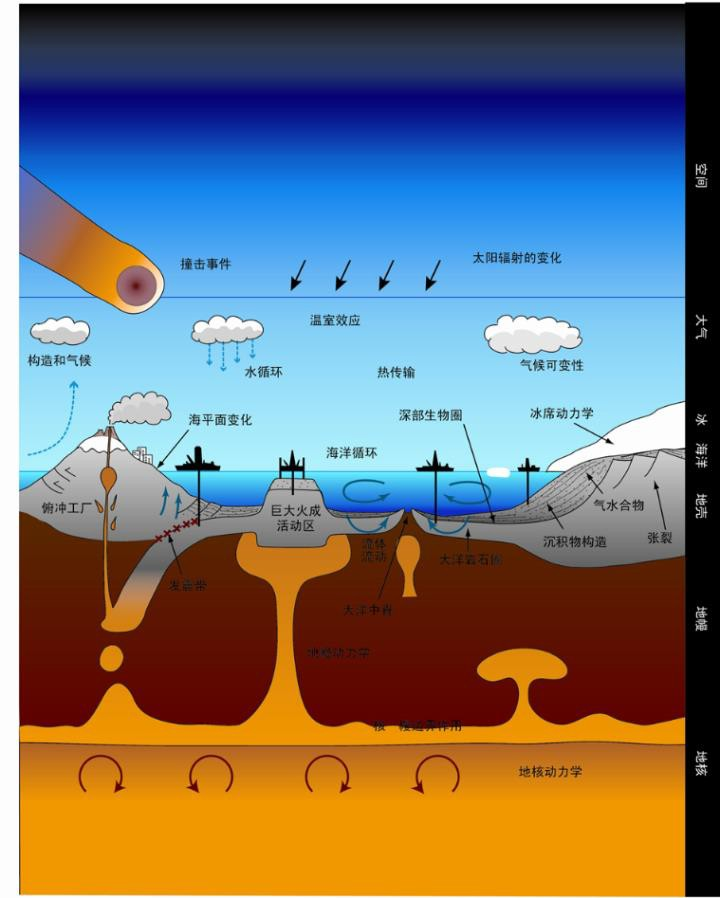 空间
撞击事件
太阳辐射的变化
温室效应
大气
构造和气候
水循环
热传输
气候可变性
海平面变化
深部生物圈
冰席动力学
冰
海洋循环
海洋
俯冲工厂
巨大火成
活动区
气水合物
地壳
流体
流动
大洋岩石圈
沉积物构造
张裂
发震带
大洋中脊
地幔
地幔动力学
核一幔边界作用
地核动力学
地核